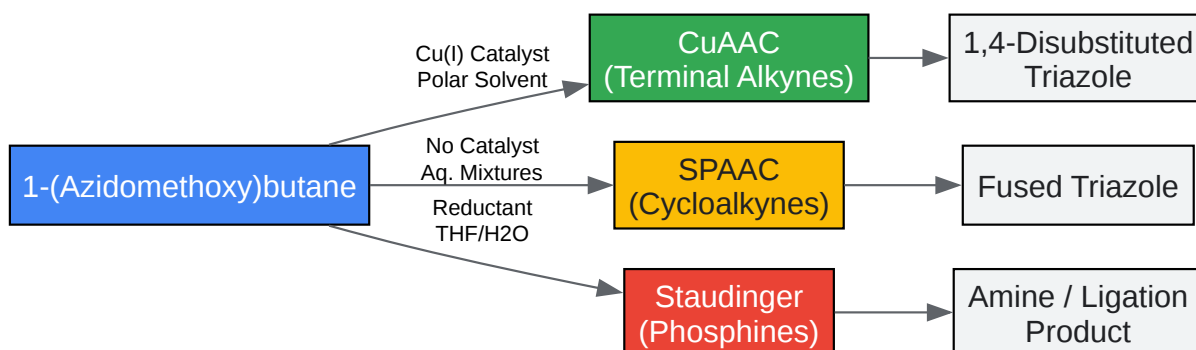 Cu(I) Catalyst
Polar Solvent
CuAAC
(Terminal Alkynes)
1,4-Disubstituted
Triazole
1-(Azidomethoxy)butane
No Catalyst
Aq. Mixtures
SPAAC
(Cycloalkynes)
Fused Triazole
Reductant
THF/H2O
Staudinger
(Phosphines)
Amine / Ligation
Product